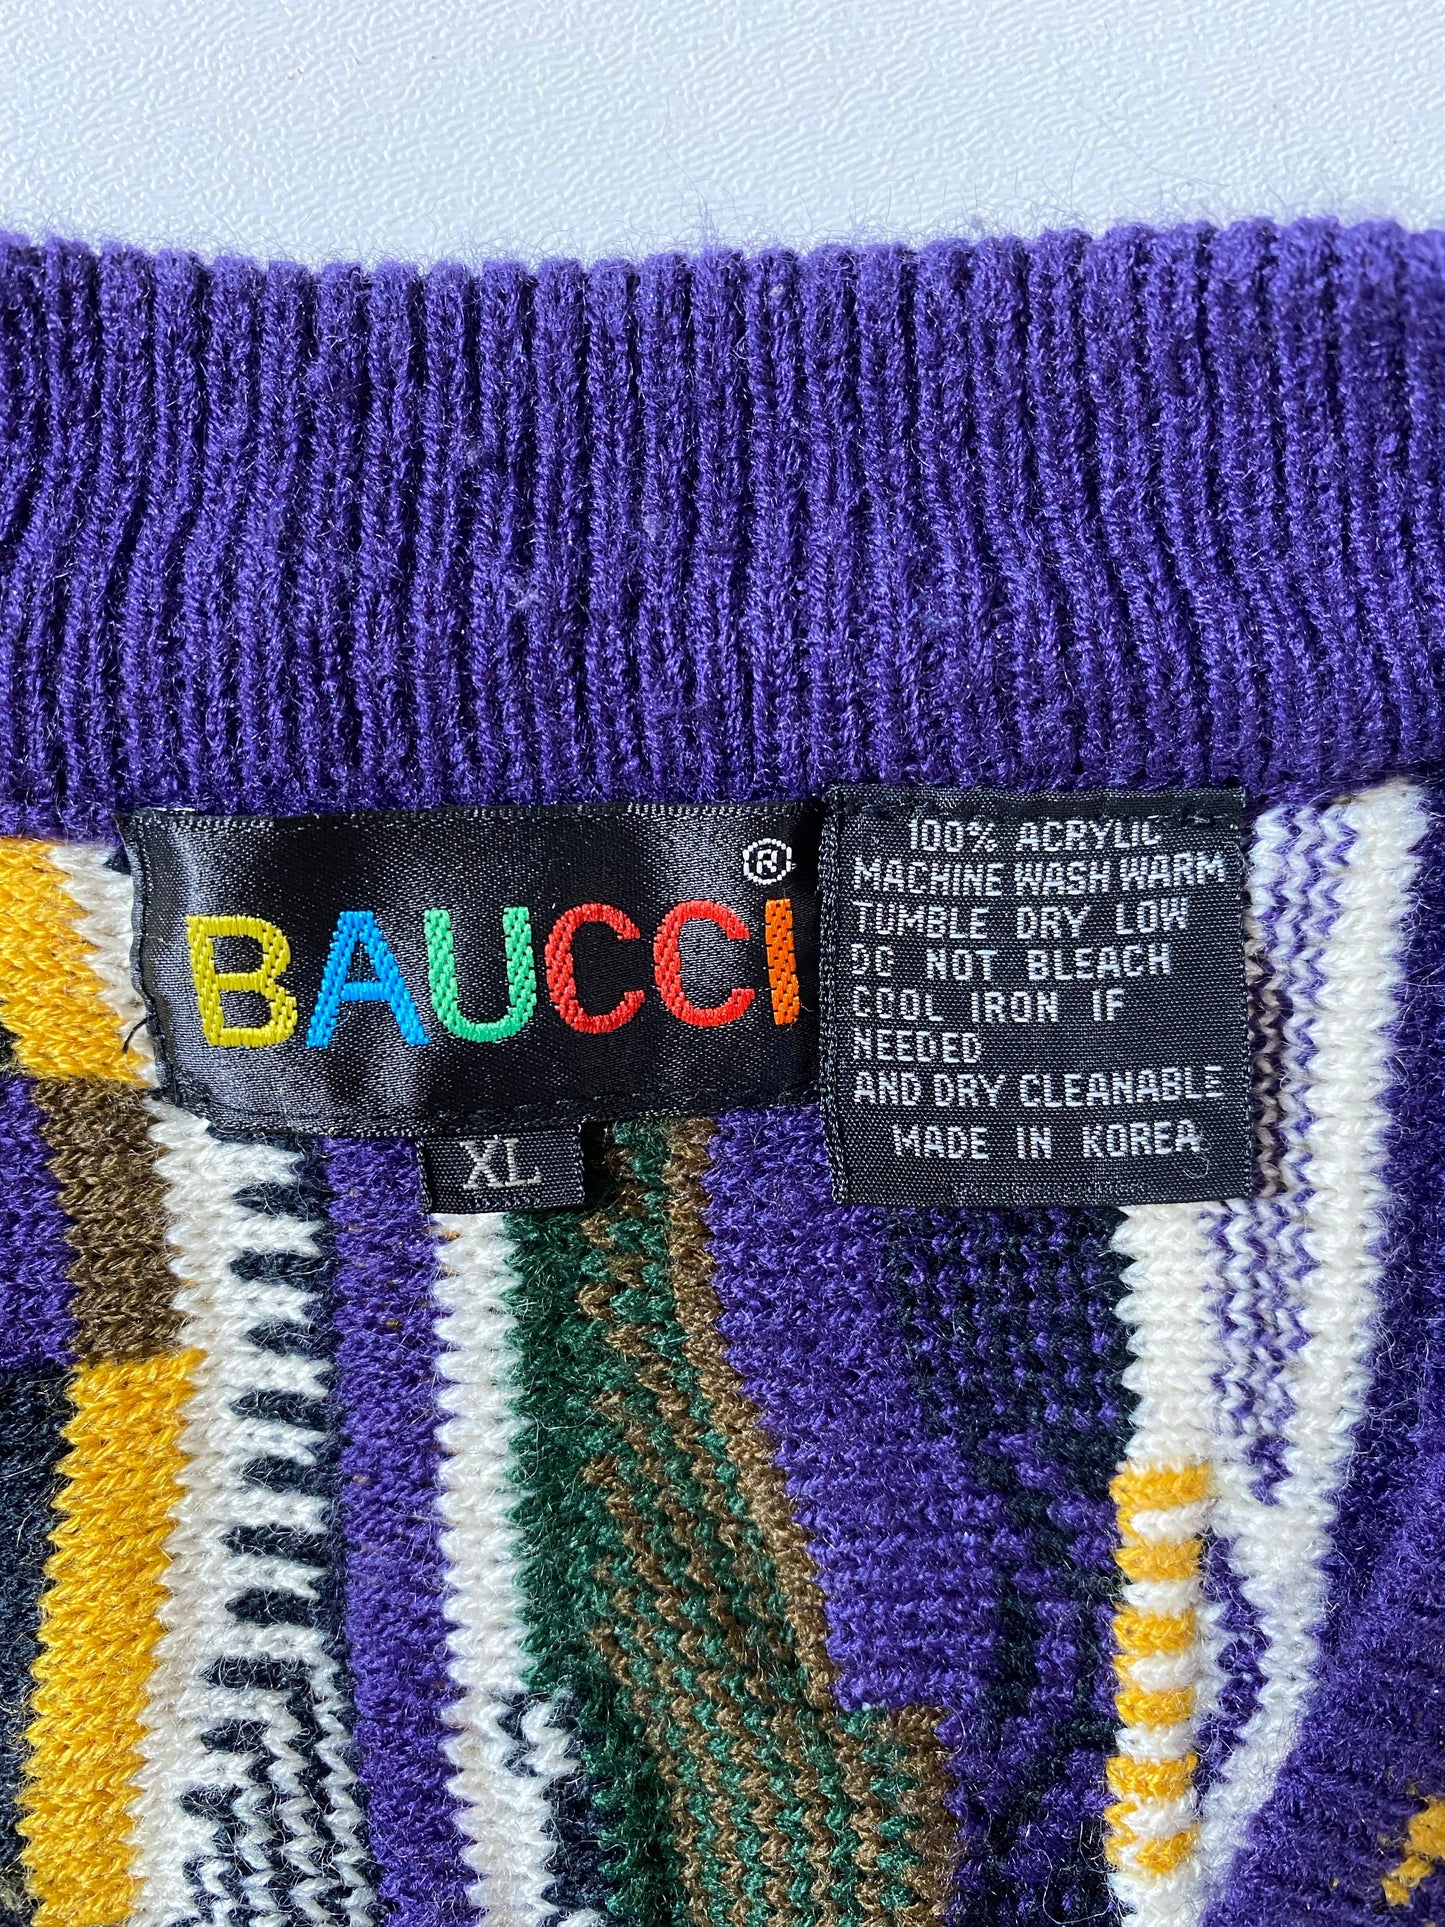 BAUCCI ®
XL
100% ACRYLIC
MACHINE WASH WARM
TUMBLE DRY LOW
DO NOT BLEACH
COOL IRON IF
NEEDED
AND DRY CLEANABLE
MADE IN KOREA